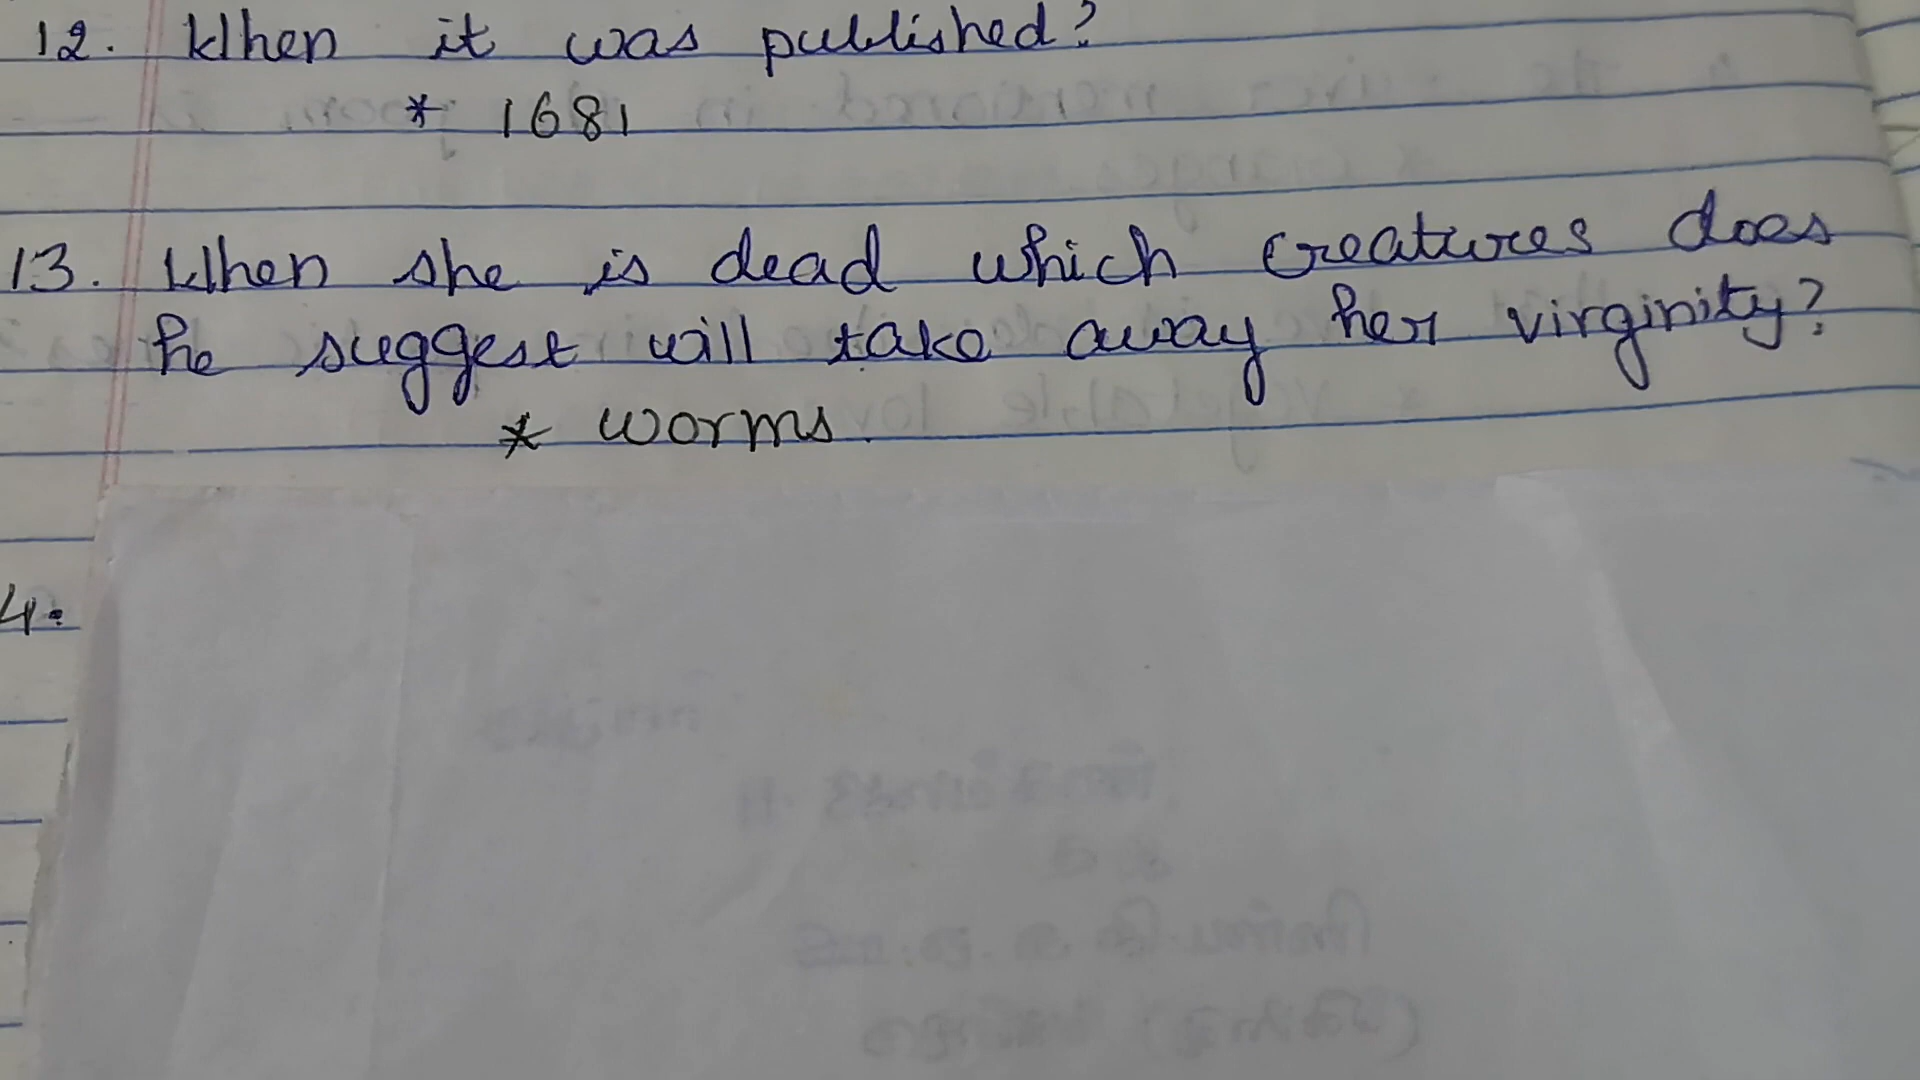 12. When it was published?
* 1681
13. When she is dead which creatures does
he suggest will take away her virginity?
* worms.
4.